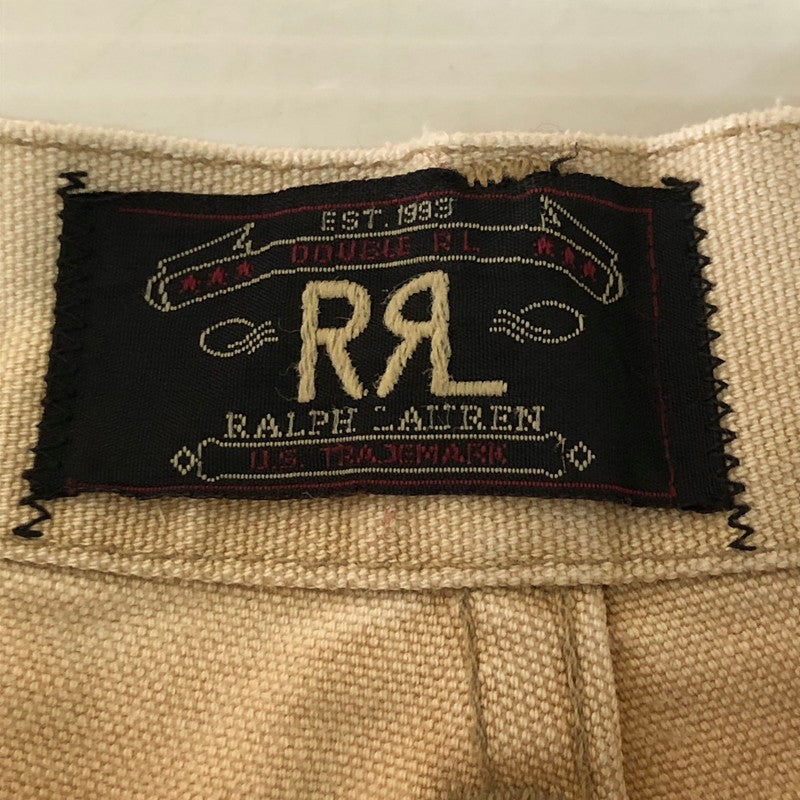 EST. 1993
DOUBLE RL
RRL
RALPH LAUREN
U.S. TRADEMARK